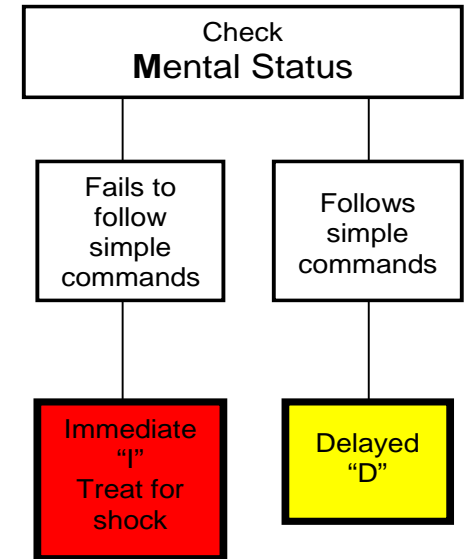 Check
Mental Status
Fails to
follow
simple
commands
Follows
simple
commands
Immediate
“I”
Treat for
shock
Delayed
“D”